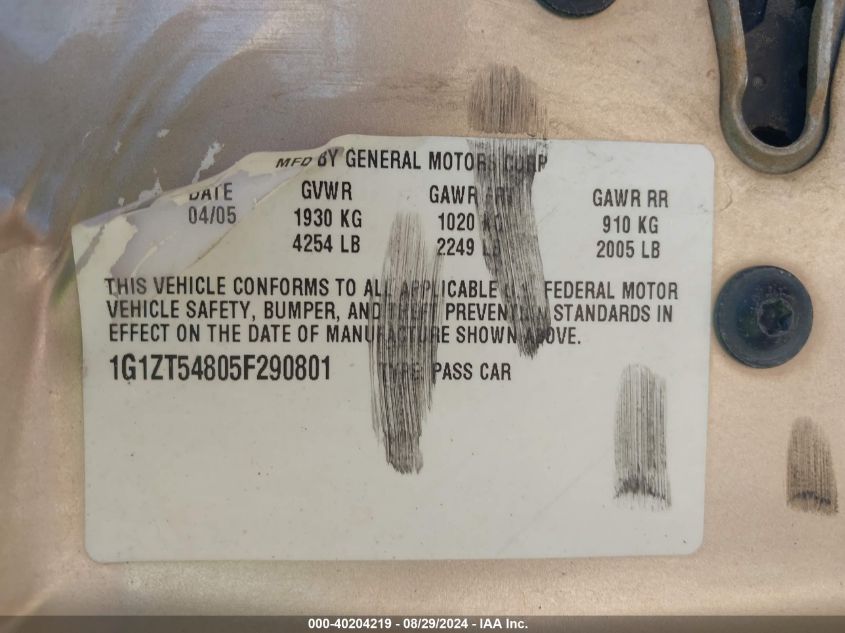 MFD BY GENERAL MOTORS CORP
DATE GVWR GAWR FRT GAWR RR
04/05 1930 KG 1020 KG 910 KG
4254 LB 2249 LB 2005 LB
THIS VEHICLE CONFORMS TO ALL APPLICABLE U.S. FEDERAL MOTOR
VEHICLE SAFETY, BUMPER, AND THEFT PREVENTION STANDARDS IN
EFFECT ON THE DATE OF MANUFACTURE SHOWN ABOVE.
1G1ZT54805F290801 TYPE: PASS CAR
000-40204219 - 08/29/2024 - IAA Inc.